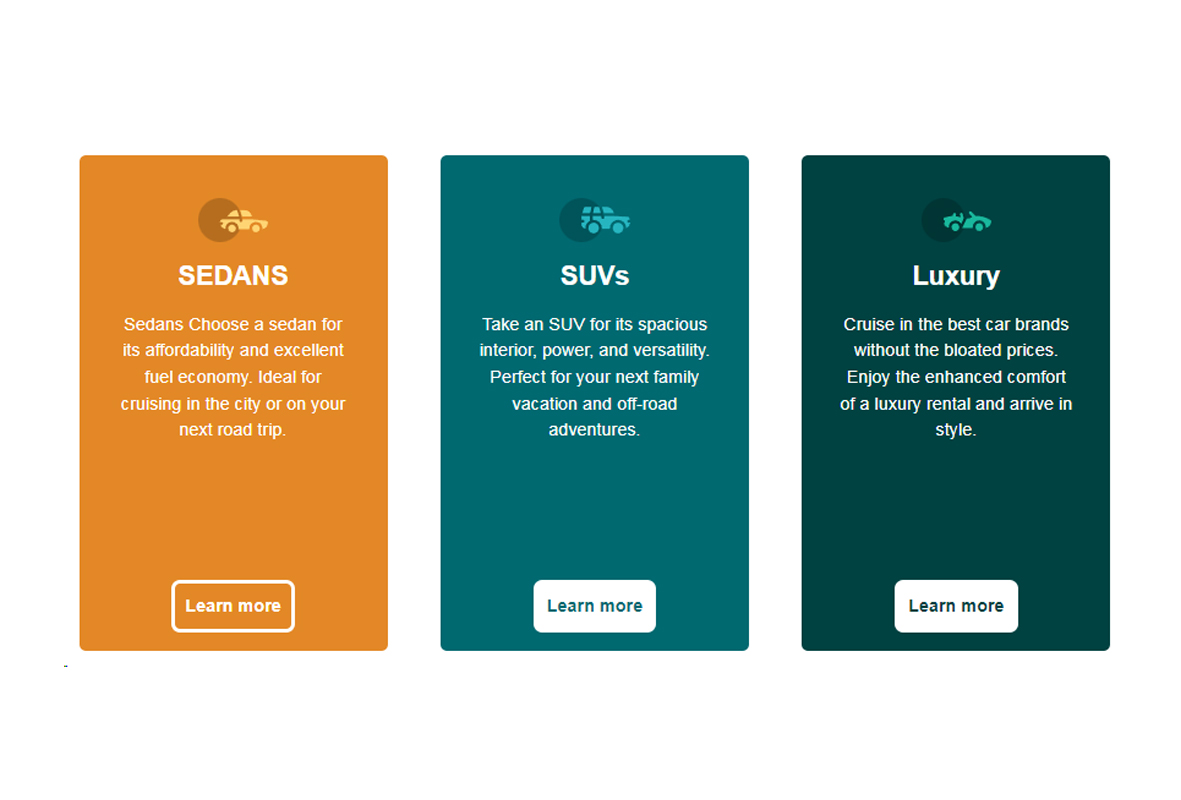 SEDANS
Sedans Choose a sedan for
its affordability and excellent
fuel economy. Ideal for
cruising in the city or on your
next road trip.
Learn more
SUVs
Take an SUV for its spacious
interior, power, and versatility.
Perfect for your next family
vacation and off-road
adventures.
Learn more
Luxury
Cruise in the best car brands
without the bloated prices.
Enjoy the enhanced comfort
of a luxury rental and arrive in
style.
Learn more